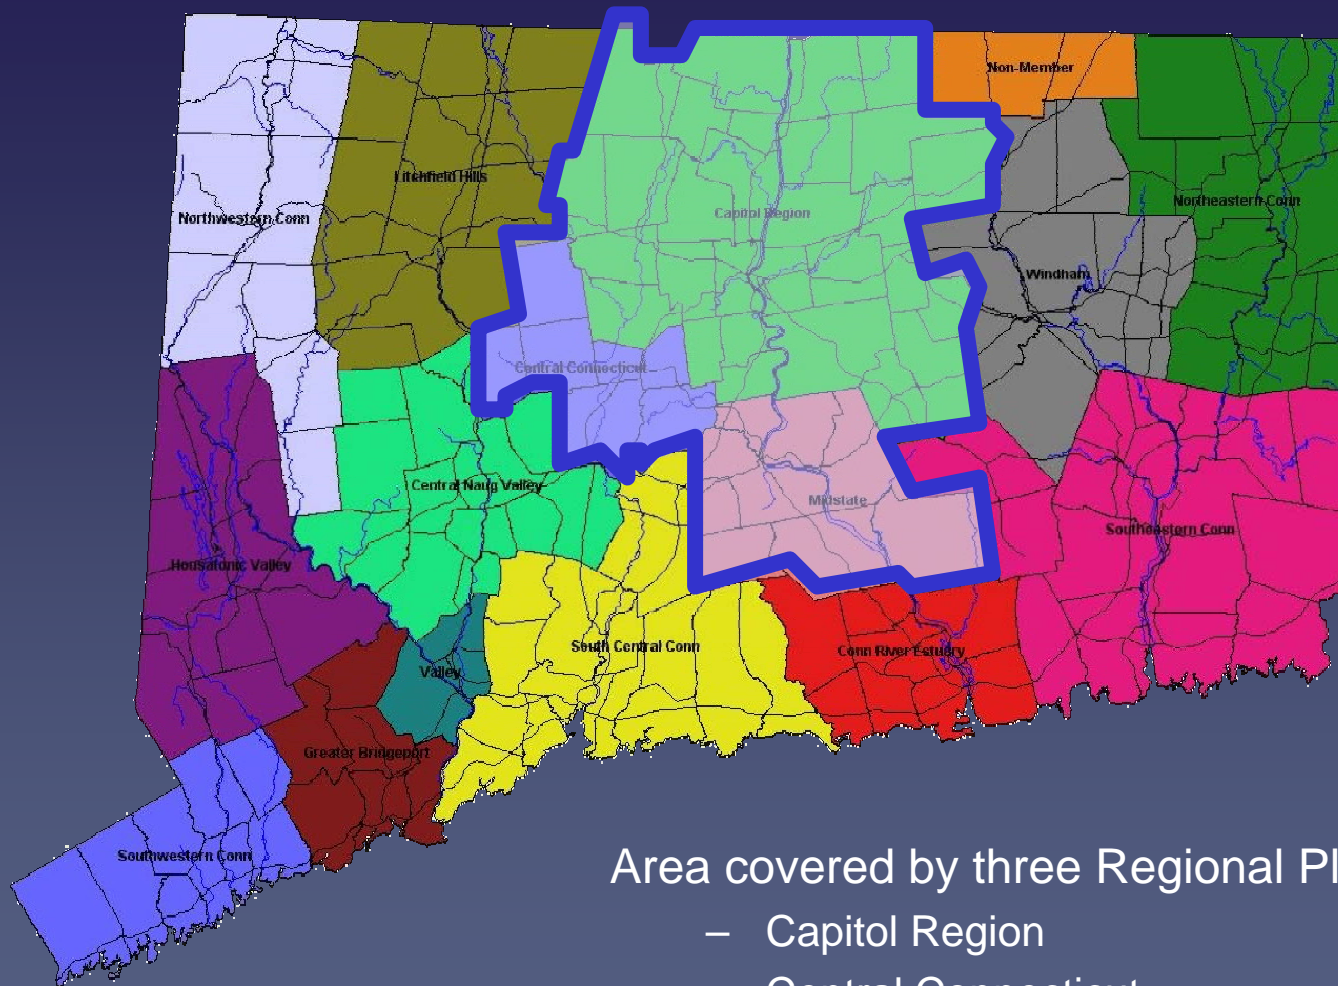 Non-Member
Litchfield Hills
Northwestern Conn
Capitol Region
Northeastern Conn
Windham
Central Connecticut
Central Naug Valley
Midstate
Southeastern Conn
Housatonic Valley
South Central Conn
Conn River Estuary
Valley
Greater Bridgeport
Southwestern Conn
Area covered by three Regional Pl
– Capitol Region
Central Connecticut